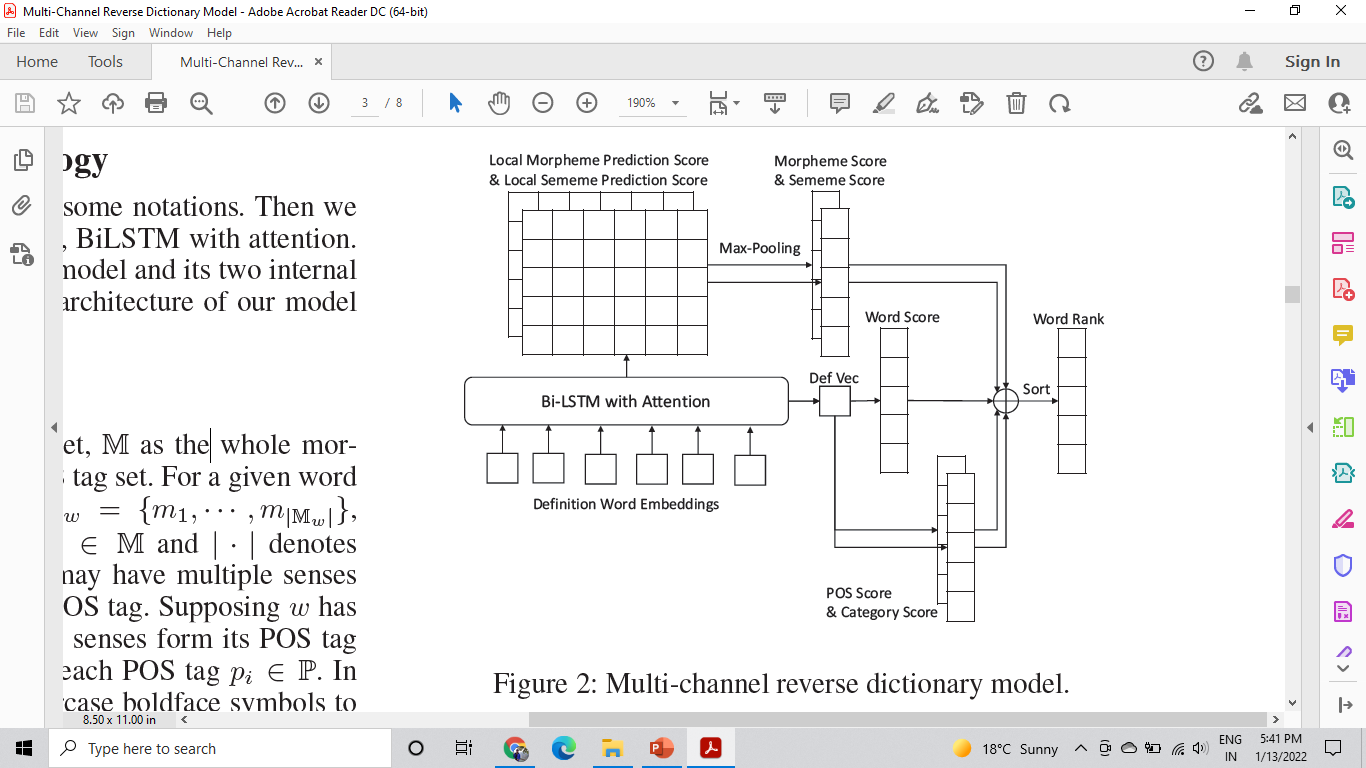 Multi-Channel Reverse Dictionary Model - Adobe Acrobat Reader DC (64-bit)
File Edit View Sign Window Help
Home Tools Multi-Channel Rev... × Sign In
3 / 8 190%
ogy
some notations. Then we
, BiLSTM with attention.
model and its two internal
architecture of our model
et, 𝕄 as the whole mor-
tag set. For a given word
w = {m₁, ⋯ , m|𝕄w|},
∈ 𝕄 and | · | denotes
may have multiple senses
OS tag. Supposing w has
senses form its POS tag
each POS tag pᵢ ∈ ℙ. In
rcase boldface symbols to
Local Morpheme Prediction Score
& Local Sememe Prediction Score
Morpheme Score
& Sememe Score
Max-Pooling
Word Score
Word Rank
Def Vec
Sort
Bi-LSTM with Attention
Definition Word Embeddings
POS Score
& Category Score
Figure 2: Multi-channel reverse dictionary model.
8.50 x 11.00 in
Type here to search
18°C Sunny
ENG
IN
5:41 PM
1/13/2022